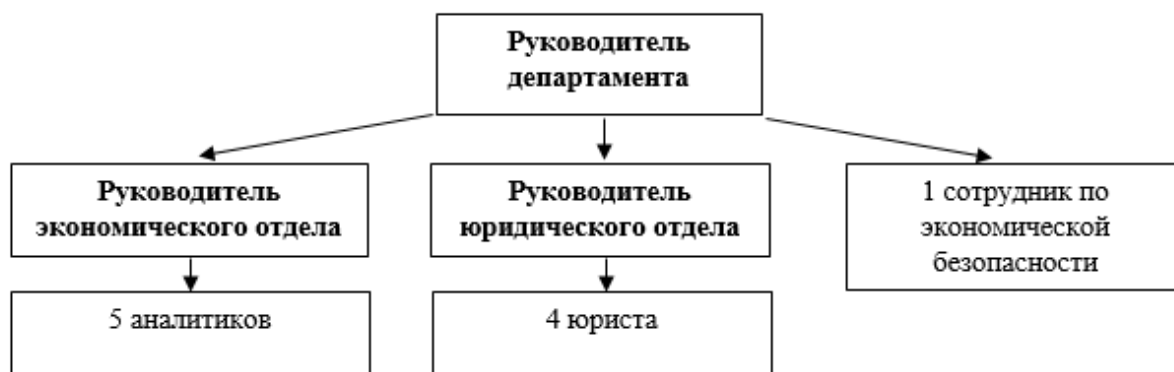 Руководитель
департамента
Руководитель
экономического отдела
Руководитель
юридического отдела
1 сотрудник по
экономической
безопасности
5 аналитиков
4 юриста